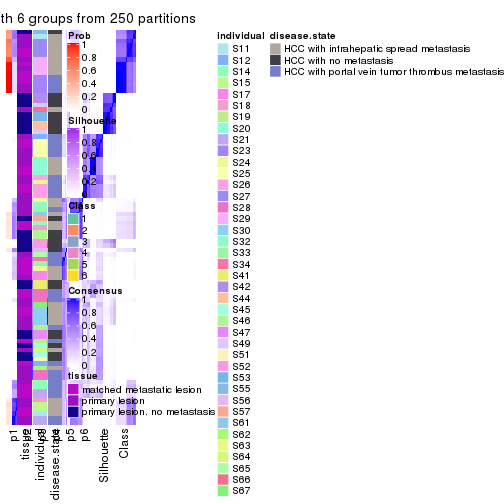 th 6 groups from 250 partitions
Prob
1
0.8
0.6
0.4
0.2
0
Silhouette
1
0.8
0.6
0.4
0.2
0
Class
1
2
3
4
5
6
Consensus
1
0.8
0.6
0.4
0.2
0
tissue
matched metastatic lesion
primary lesion
primary lesion. no metastasis
individual
S11
S12
S14
S15
S17
S18
S19
S20
S21
S23
S24
S25
S26
S27
S28
S29
S30
S32
S33
S34
S41
S42
S44
S45
S46
S47
S49
S51
S52
S53
S55
S56
S57
S61
S62
S63
S64
S65
S66
S67
disease.state
HCC with intrahepatic spread metastasis
HCC with no metastasis
HCC with portal vein tumor thrombus metastasis
p1
tissue
individual
disease.state
p5
p6
Silhouette
Class